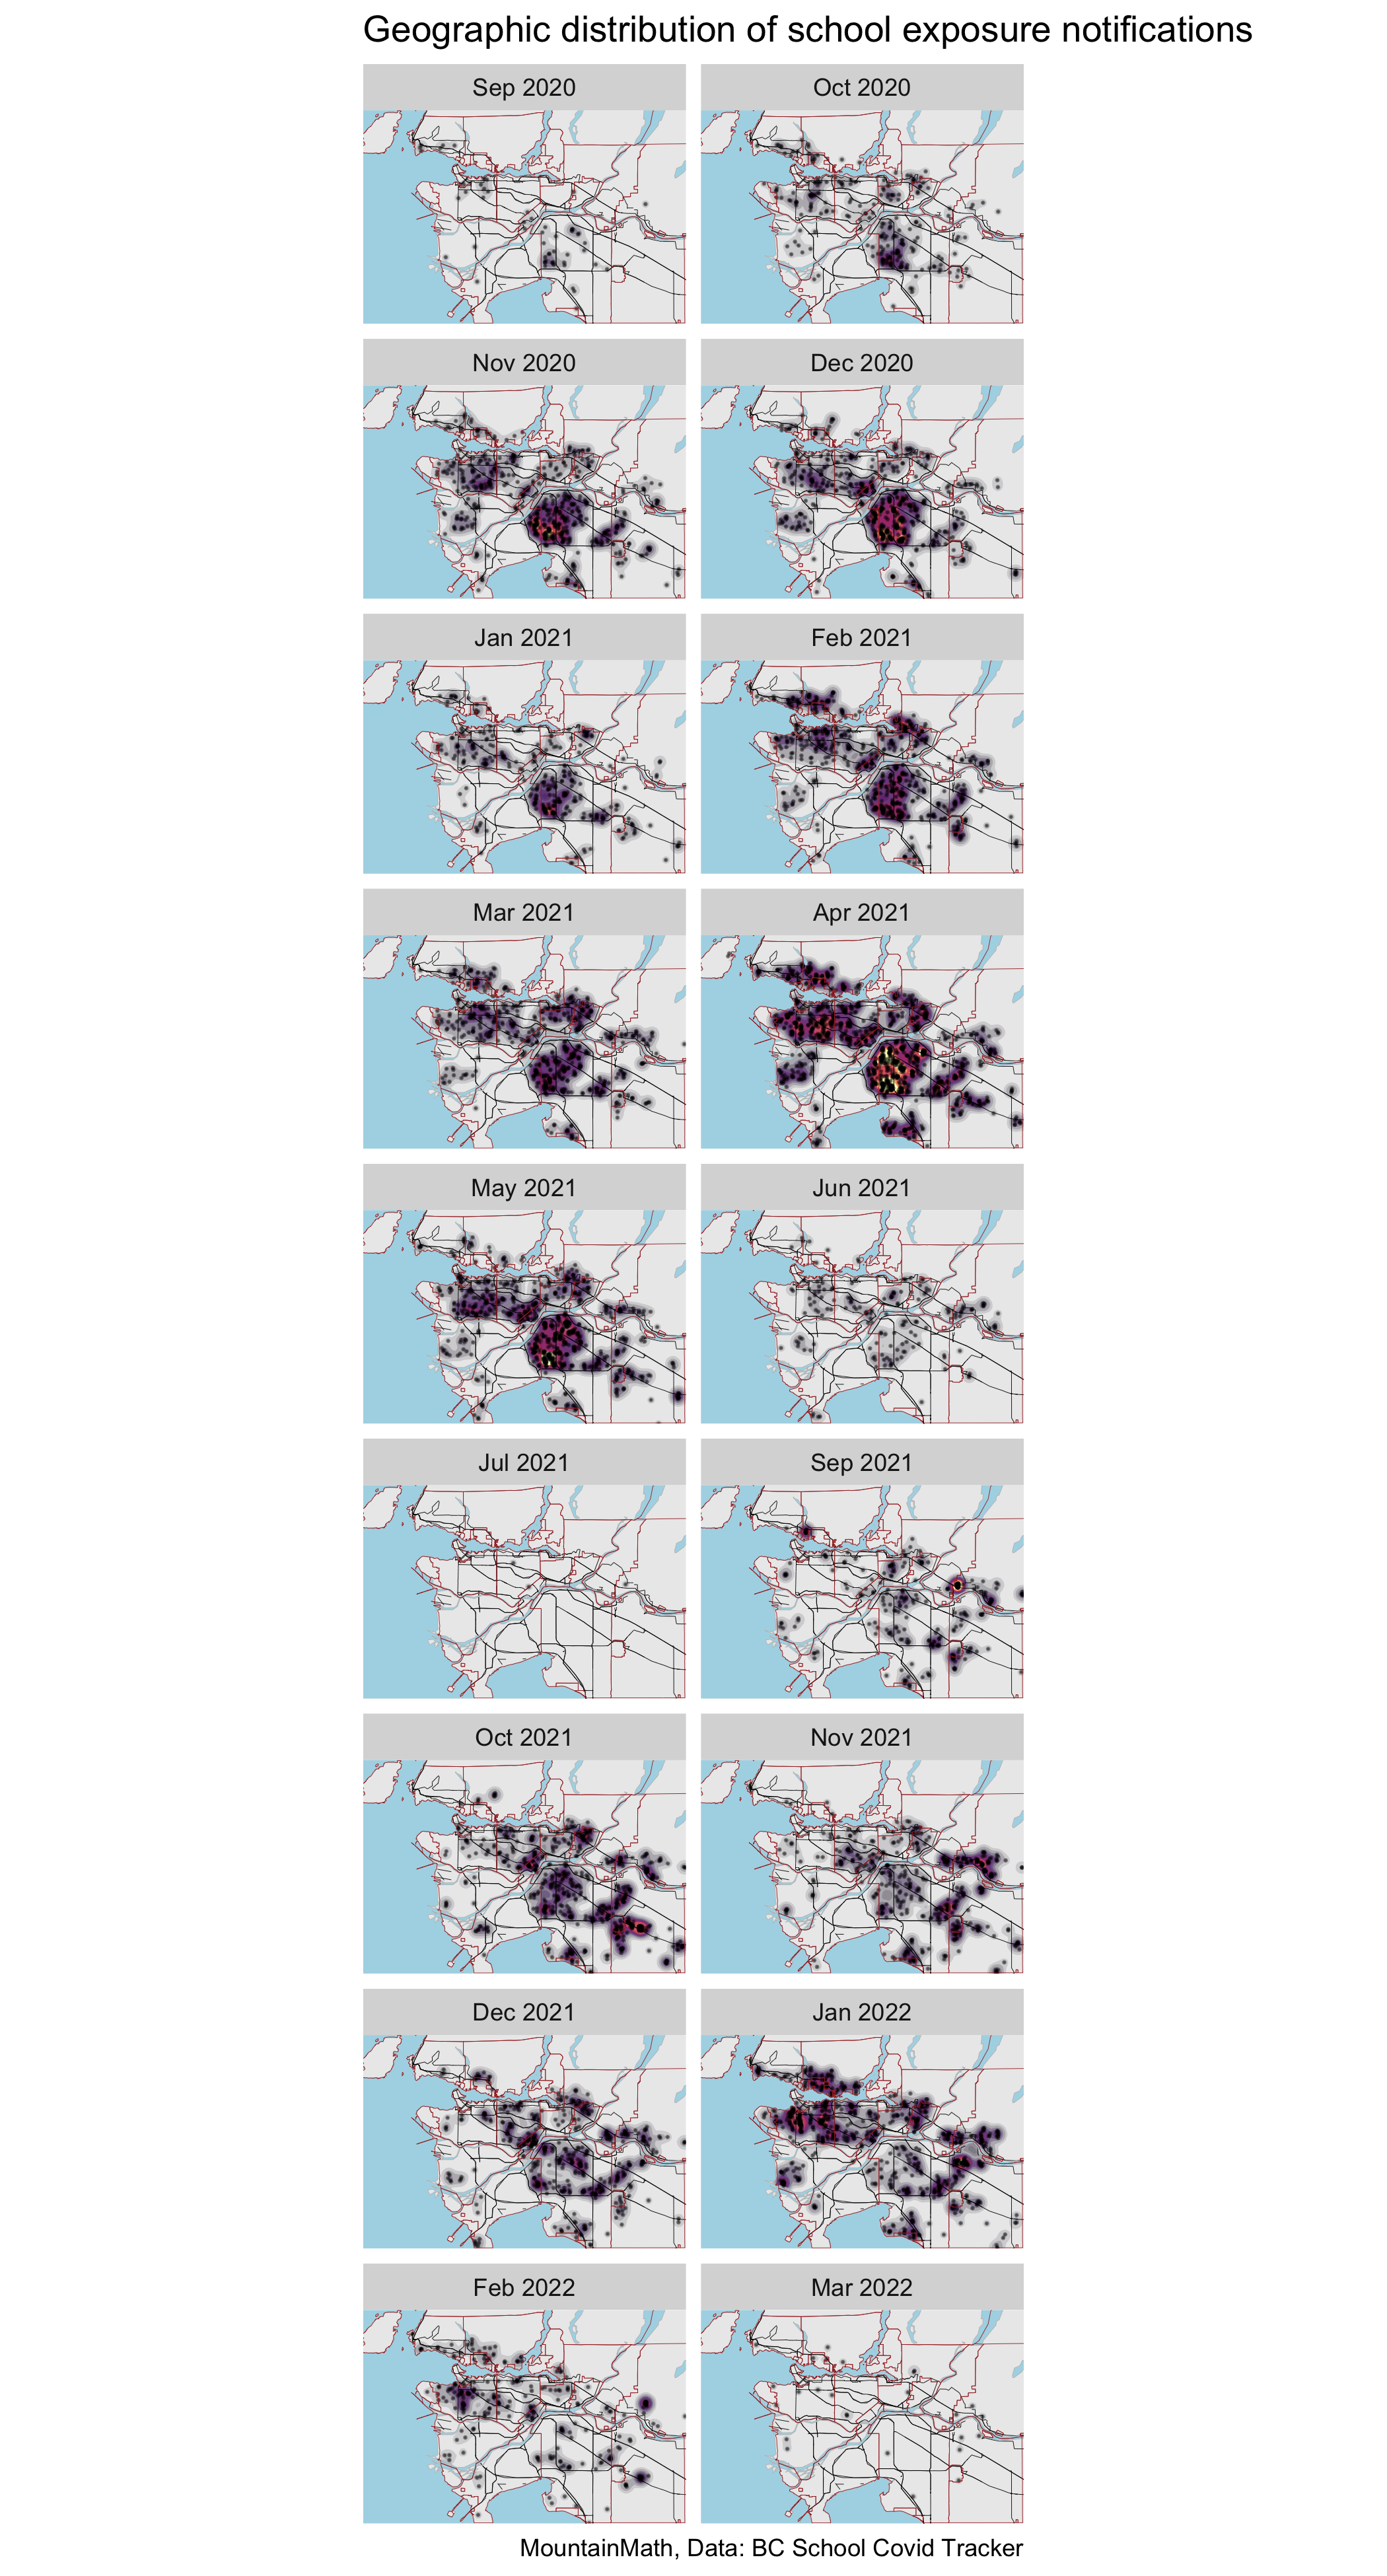 Geographic distribution of school exposure notifications
Sep 2020
Oct 2020
Nov 2020
Dec 2020
Jan 2021
Feb 2021
Mar 2021
Apr 2021
May 2021
Jun 2021
Jul 2021
Sep 2021
Oct 2021
Nov 2021
Dec 2021
Jan 2022
Feb 2022
Mar 2022
MountainMath, Data: BC School Covid Tracker